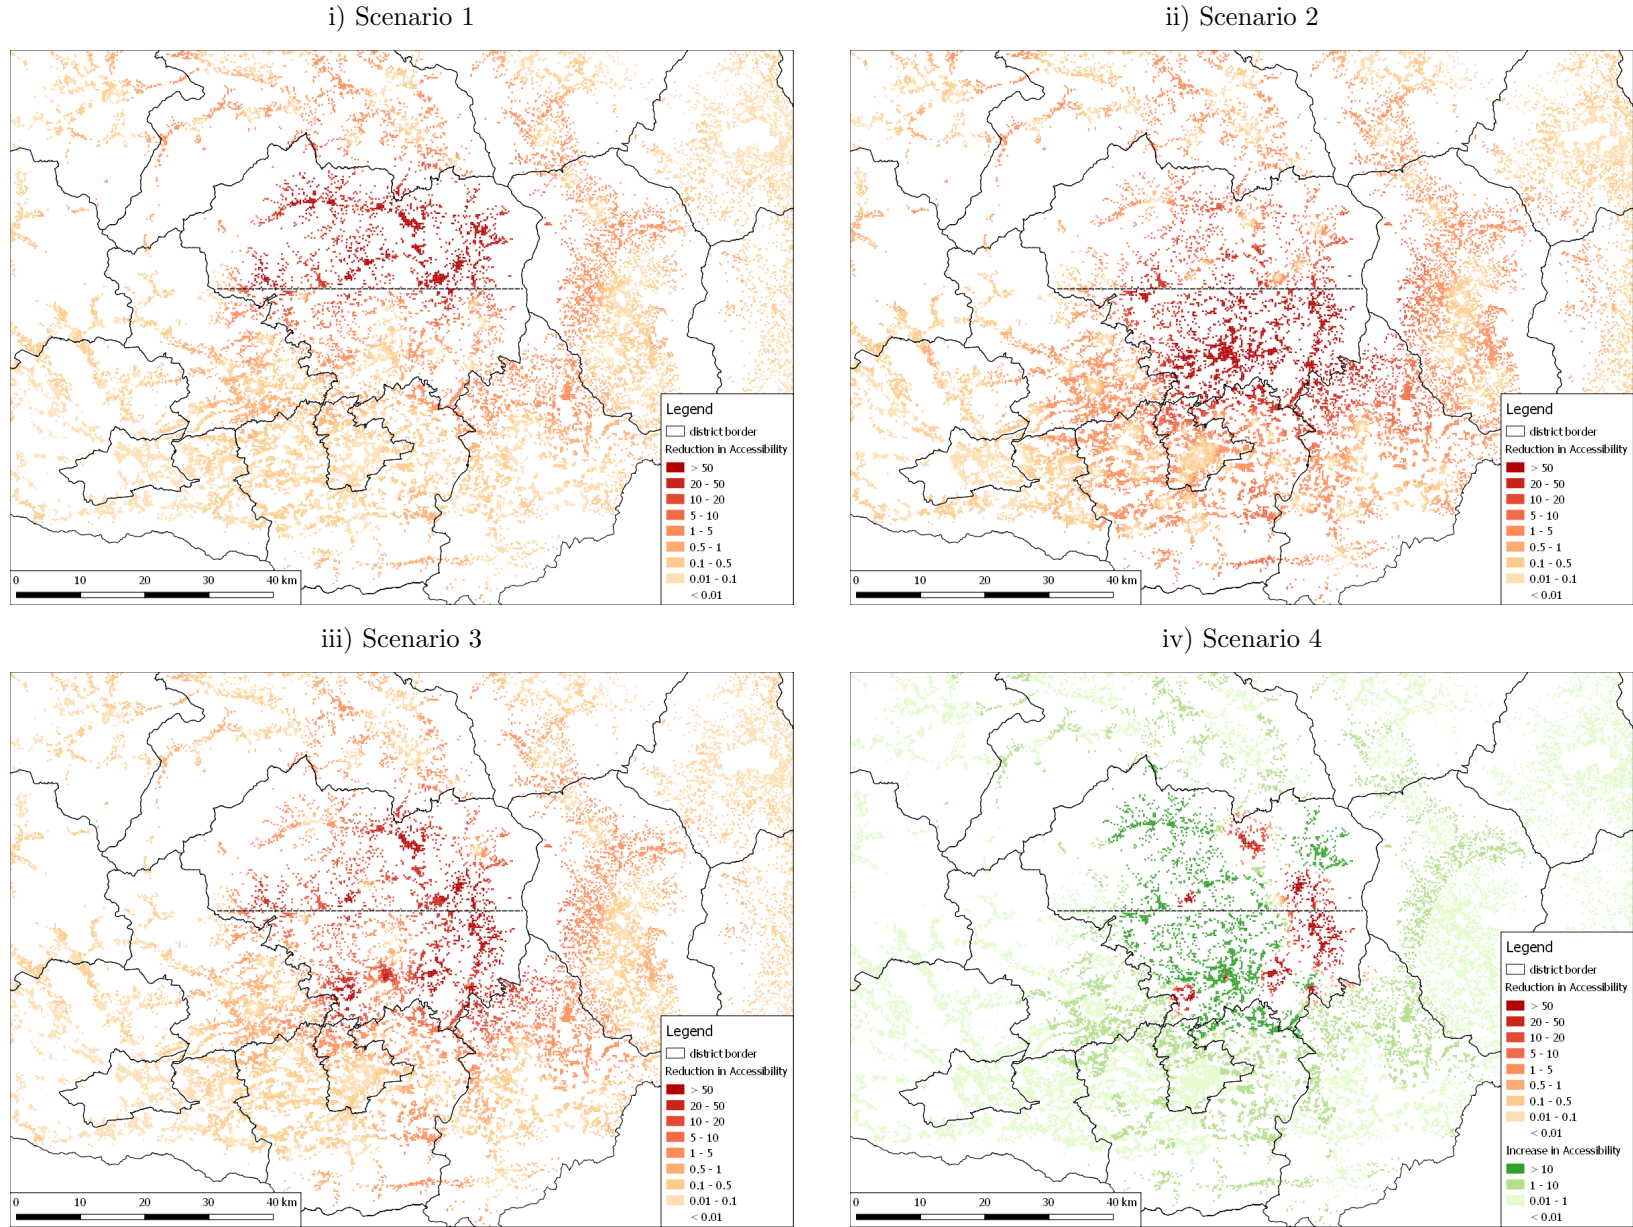 i) Scenario 1
ii) Scenario 2
Legend
district border
Reduction in Accessibility
> 50
20 - 50
10 - 20
5 - 10
1 - 5
0.5 - 1
0.1 - 0.5
0.01 - 0.1
< 0.01
0 10 20 30 40 km
Legend
district border
Reduction in Accessibility
> 50
20 - 50
10 - 20
5 - 10
1 - 5
0.5 - 1
0.1 - 0.5
0.01 - 0.1
< 0.01
0 10 20 30 40 km
iii) Scenario 3
iv) Scenario 4
Legend
district border
Reduction in Accessibility
> 50
20 - 50
10 - 20
5 - 10
1 - 5
0.5 - 1
0.1 - 0.5
0.01 - 0.1
< 0.01
0 10 20 30 40 km
Legend
district border
Reduction in Accessibility
> 50
20 - 50
10 - 20
5 - 10
1 - 5
0.5 - 1
0.1 - 0.5
0.01 - 0.1
< 0.01
Increase in Accessibility
> 10
1 - 10
0.01 - 1
< 0.01
0 10 20 30 40 km